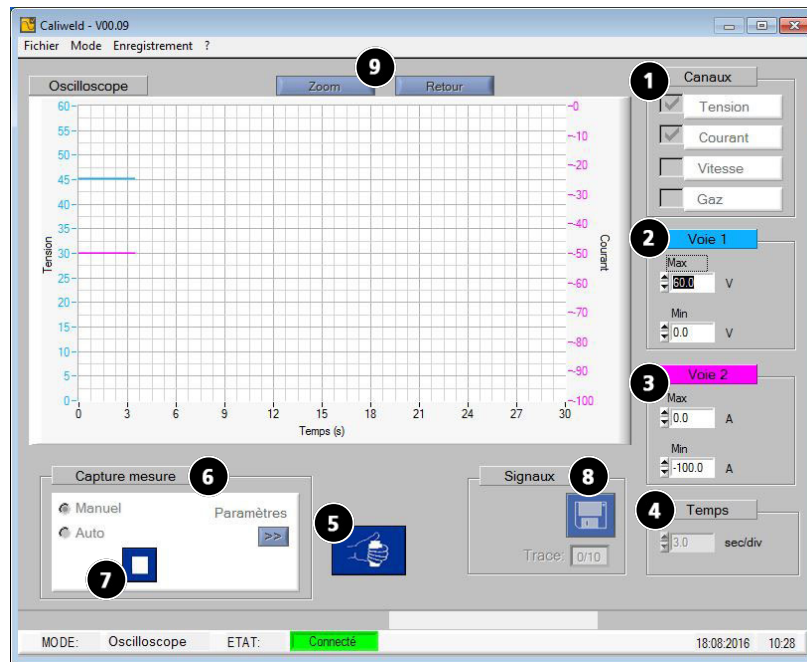 Caliweld - V00.09
Fichier Mode Enregistrement ?
9
Oscilloscope
Zoom
Retour
60
55
50
45
40
35
30
25
20
15
10
5
0
Tension
0
-10
-20
-30
-40
-50
-60
-70
-80
-90
-100
Courant
0 3 6 9 12 15 18 21 24 27 30
Temps (s)
1
Canaux
Tension
Courant
Vitesse
Gaz
2
Voie 1
Max
60.0 V
Min
0.0 V
3
Voie 2
Max
0.0 A
Min
-100.0 A
4
Temps
3.0 sec/div
Capture mesure
6
Manuel
Auto
Paramètres
>>
7
5
Signaux
8
Trace: 0/10
MODE: Oscilloscope ETAT: Connecté 18:08:2016 10:28